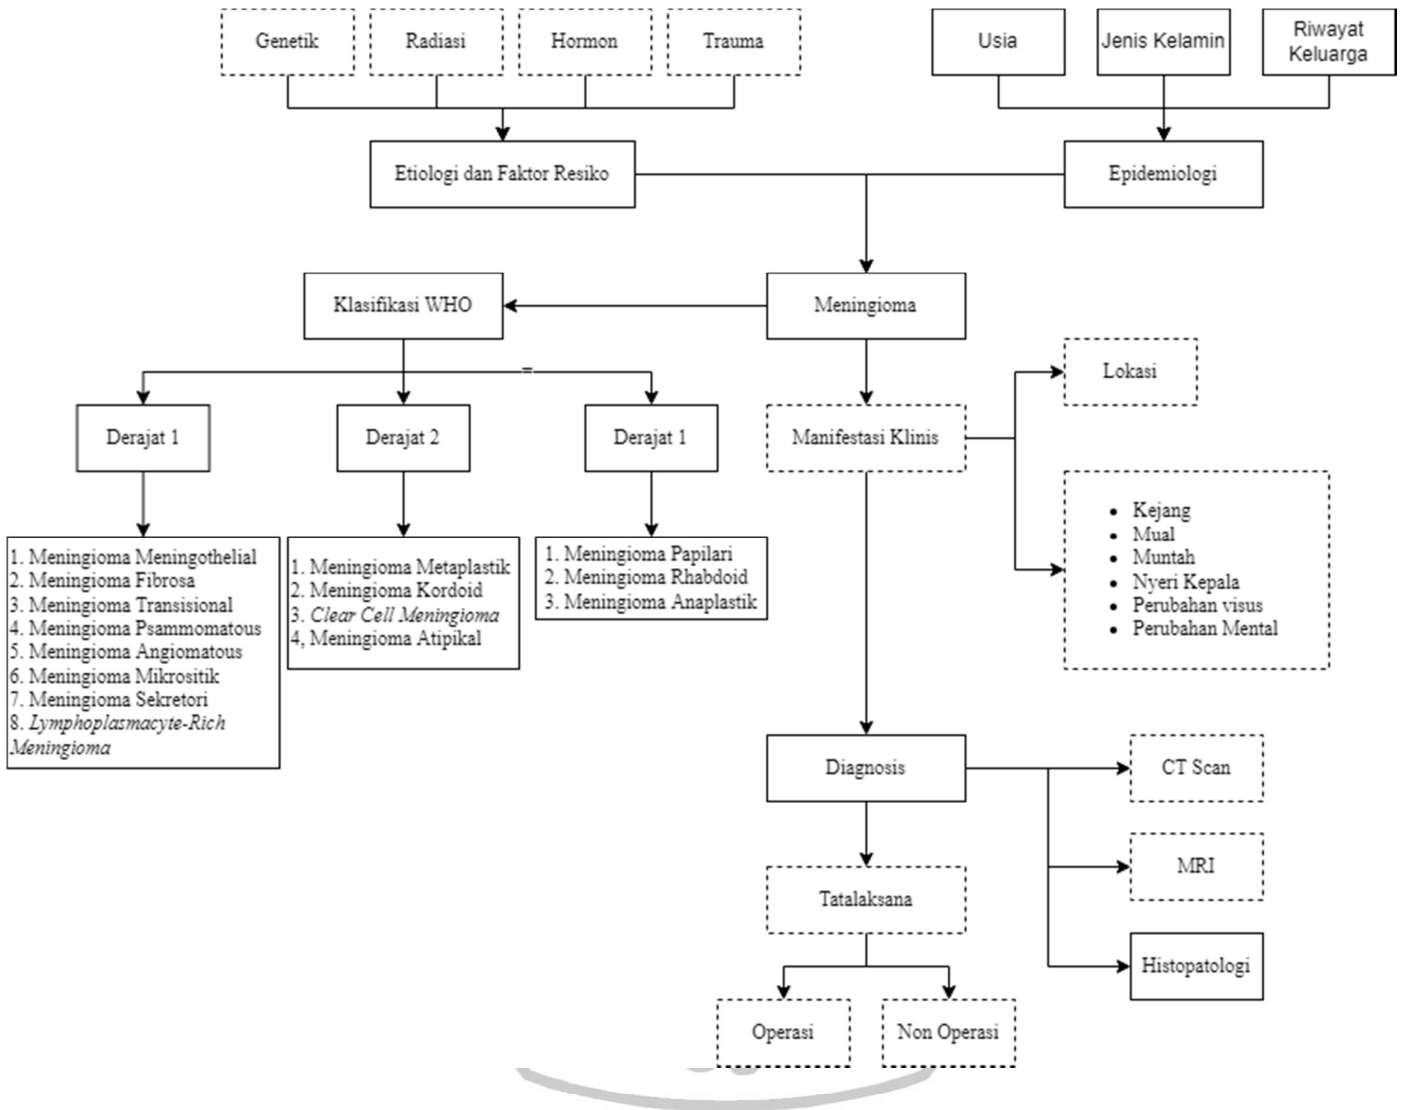 Genetik
Radiasi
Hormon
Trauma
Usia
Jenis Kelamin
Riwayat
Keluarga
Etiologi dan Faktor Resiko
Epidemiologi
Klasifikasi WHO
Meningioma
Lokasi
=
Derajat 1
Derajat 2
Derajat 1
Manifestasi Klinis
• Kejang
• Mual
• Muntah
• Nyeri Kepala
• Perubahan visus
• Perubahan Mental
1. Meningioma Meningothelial
2. Meningioma Fibrosa
3. Meningioma Transisional
4. Meningioma Psammomatous
5. Meningioma Angiomatous
6. Meningioma Mikrositik
7. Meningioma Sekretori
8. Lymphoplasmacyte-Rich
Meningioma
1. Meningioma Metaplastik
2. Meningioma Kordoid
3. Clear Cell Meningioma
4, Meningioma Atipikal
1. Meningioma Papilari
2. Meningioma Rhabdoid
3. Meningioma Anaplastik
Diagnosis
CT Scan
MRI
Tatalaksana
Histopatologi
Operasi
Non Operasi